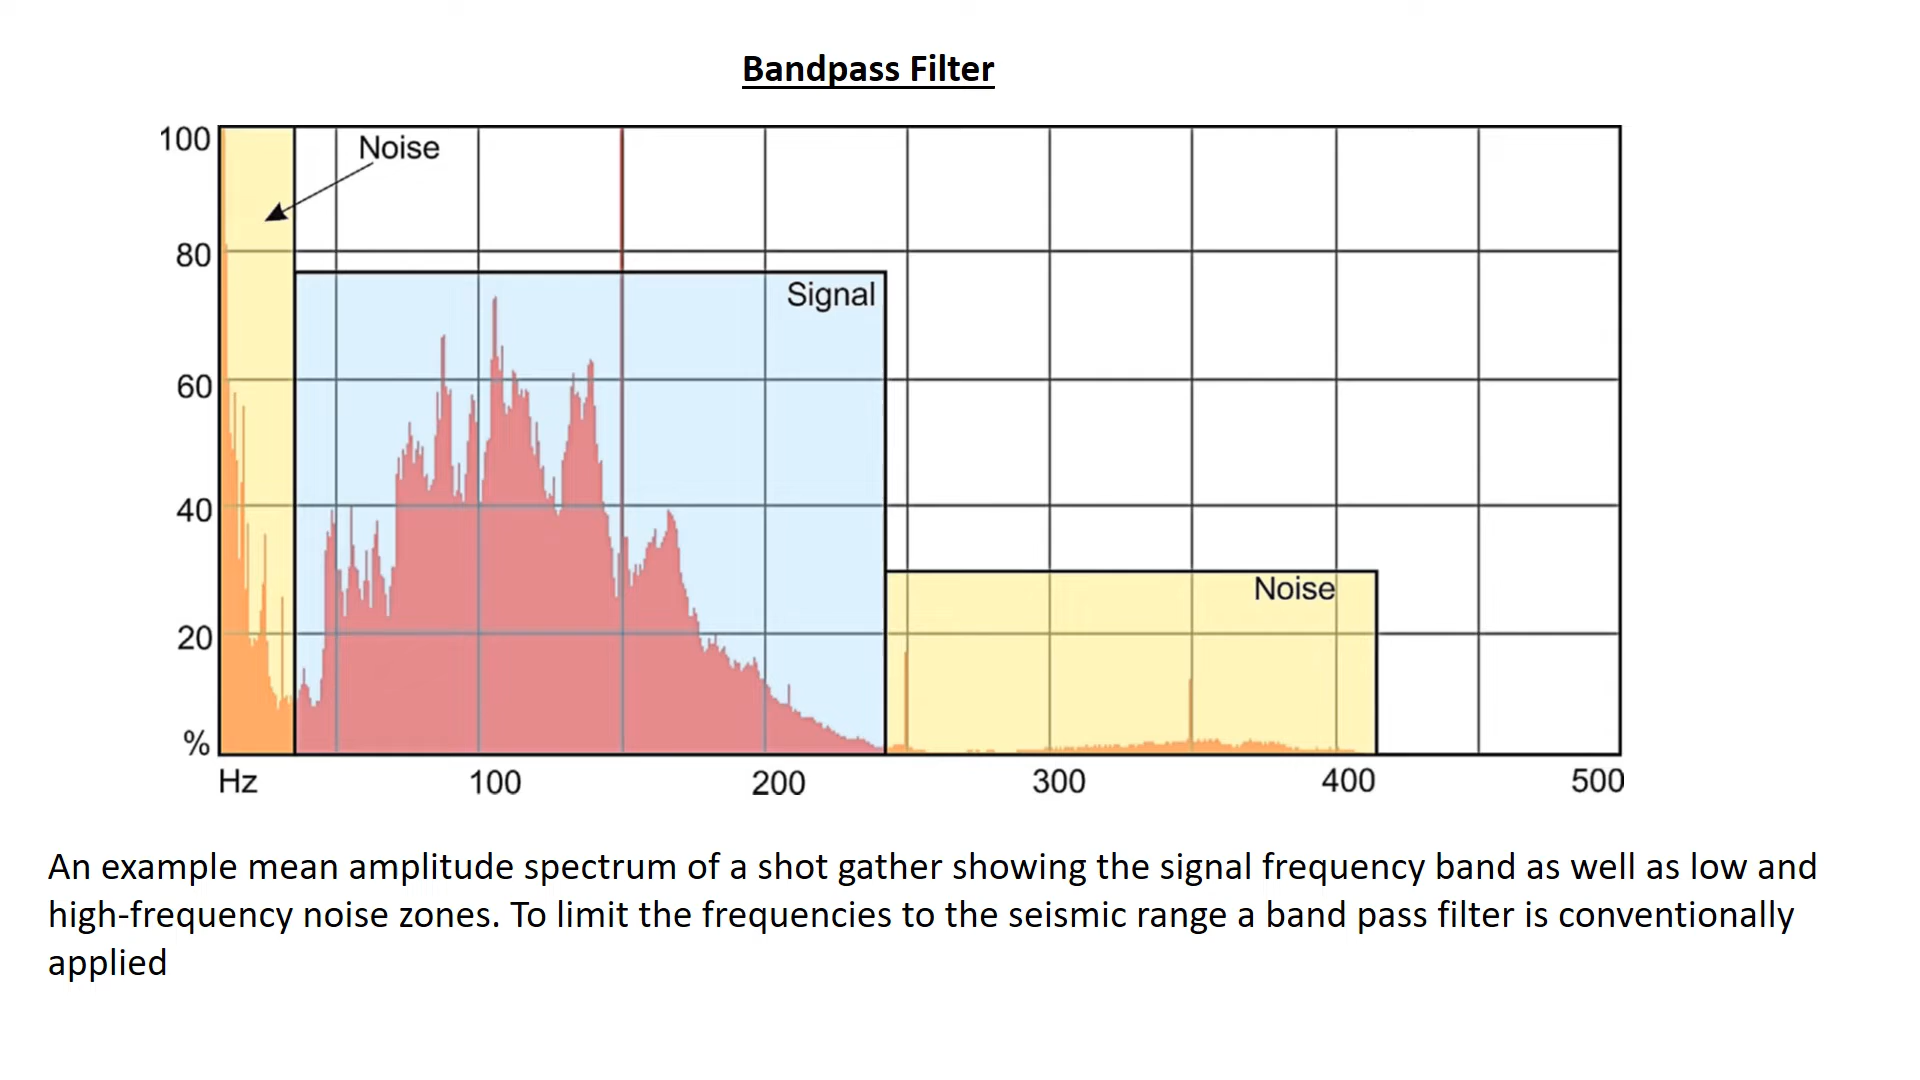 Bandpass Filter
100
Noise
80
Signal
60
40
Noise
20
%
Hz 100 200 300 400 500
An example mean amplitude spectrum of a shot gather showing the signal frequency band as well as low and
high-frequency noise zones. To limit the frequencies to the seismic range a band pass filter is conventionally
applied